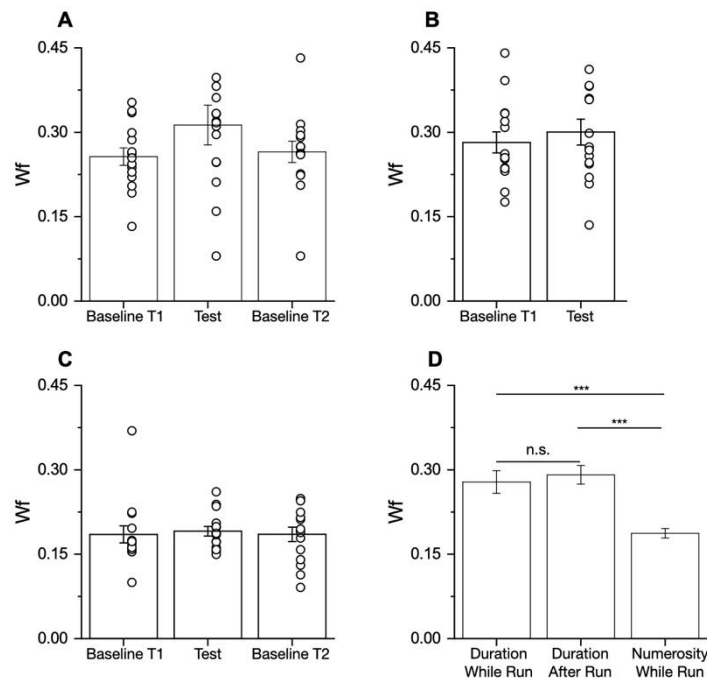 A
0.45
0.30
0.15
0.00
Wf
Baseline T1
Test
Baseline T2
B
0.45
0.30
0.15
0.00
Wf
Baseline T1
Test
C
0.45
0.30
0.15
0.00
Wf
Baseline T1
Test
Baseline T2
D
0.45
0.30
0.15
0.00
Wf
***
***
n.s.
Duration
While Run
Duration
After Run
Numerosity
While Run